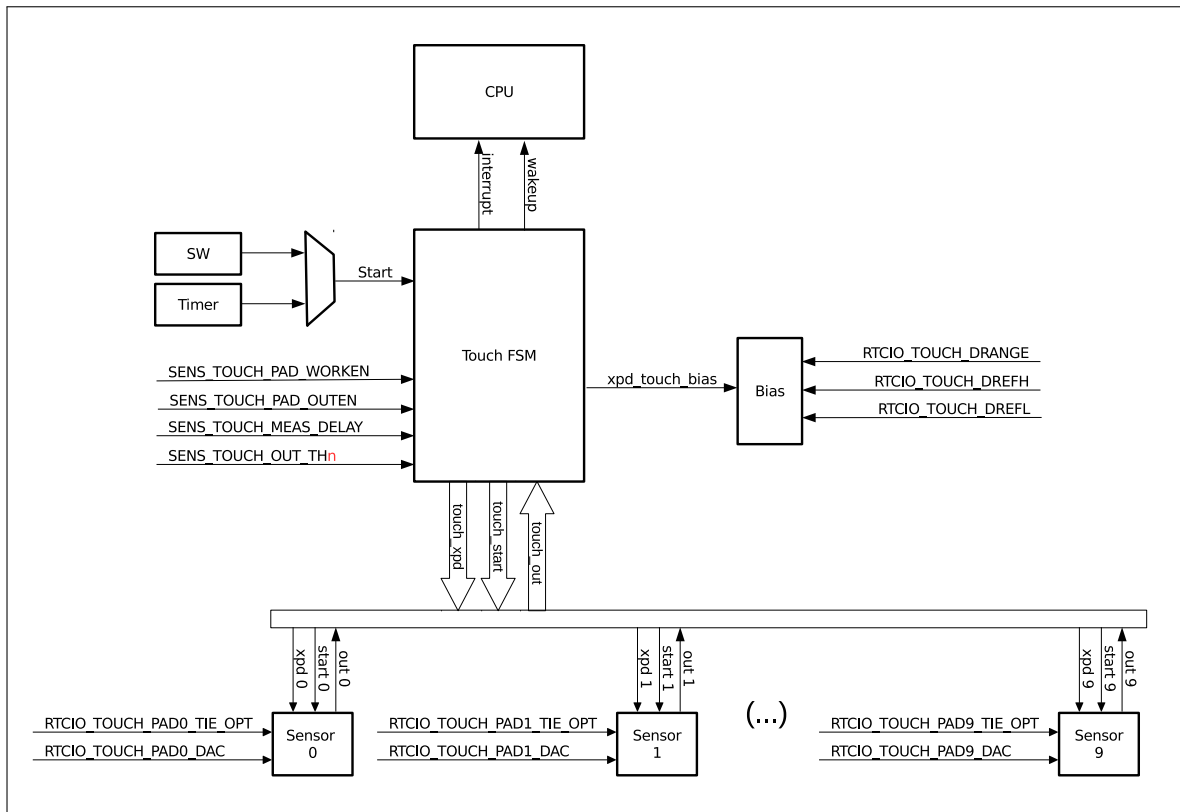 CPU
interrupt
wakeup
SW
Timer
Start
Touch FSM
SENS_TOUCH_PAD_WORKEN
SENS_TOUCH_PAD_OUTEN
SENS_TOUCH_MEAS_DELAY
SENS_TOUCH_OUT_THn
xpd_touch_bias
Bias
RTCIO_TOUCH_DRANGE
RTCIO_TOUCH_DREFH
RTCIO_TOUCH_DREFL
touch_xpd
touch_start
touch_out
xpd 0
start 0
out 0
xpd 1
start 1
out 1
xpd 9
start 9
out 9
RTCIO_TOUCH_PAD0_TIE_OPT
RTCIO_TOUCH_PAD0_DAC
Sensor
0
RTCIO_TOUCH_PAD1_TIE_OPT
RTCIO_TOUCH_PAD1_DAC
Sensor
1
(...)
RTCIO_TOUCH_PAD9_TIE_OPT
RTCIO_TOUCH_PAD9_DAC
Sensor
9